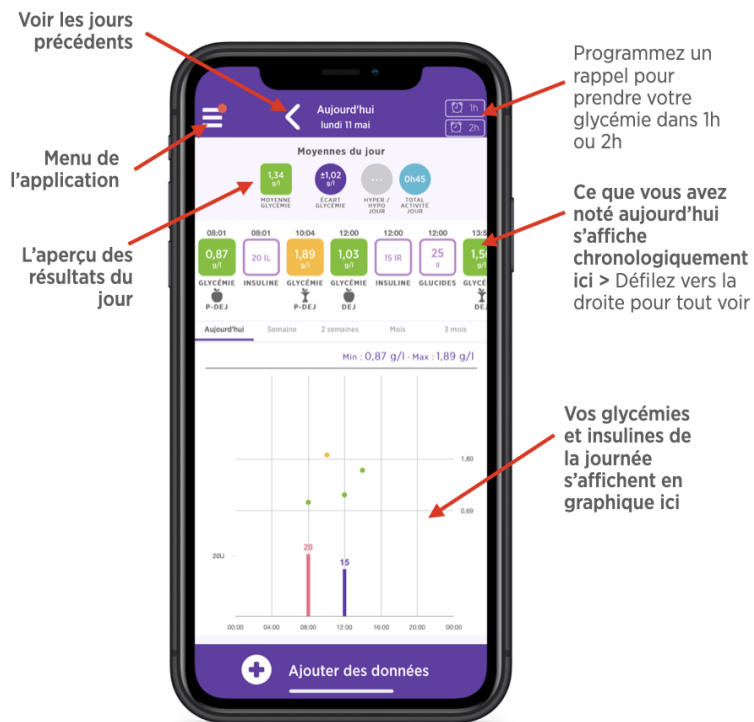 Voir les jours
précédents
Menu de
l'application
L'aperçu des
résultats du
jour
Aujourd'hui
lundi 11 mai
1h
2h
Moyennes du jour
1,34
g/l
±1,02
g/l
...
0h45
MOYENNE
GLYCÉMIE
ÉCART
GLYCÉMIE
HYPER /
HYPO
JOUR
TOTAL
ACTIVITÉ
JOUR
08:01 08:01 10:04 12:00 12:00 12:00 13:5
0,87
g/l
20 IL
1,89
g/l
1,03
g/l
15 IR
25
g
1,5
g/l
GLYCÉMIE INSULINE GLYCÉMIE GLYCÉMIE INSULINE GLUCIDES GLYCÉ
P-DEJ P-DEJ DEJ DEJ
Aujourd'hui Semaine 2 semaines Mois 3 mois
Min : 0,87 g/l - Max : 1,89 g/l
1,80
0,69
20U
20
15
00:00 04:00 08:00 12:00 16:00 20:00 00:00
Ajouter des données
Programmez un
rappel pour
prendre votre
glycémie dans 1h
ou 2h
Ce que vous avez
noté aujourd'hui
s'affiche
chronologiquement
ici > Défilez vers la
droite pour tout voir
Vos glycémies
et insulines de
la journée
s'affichent en
graphique ici